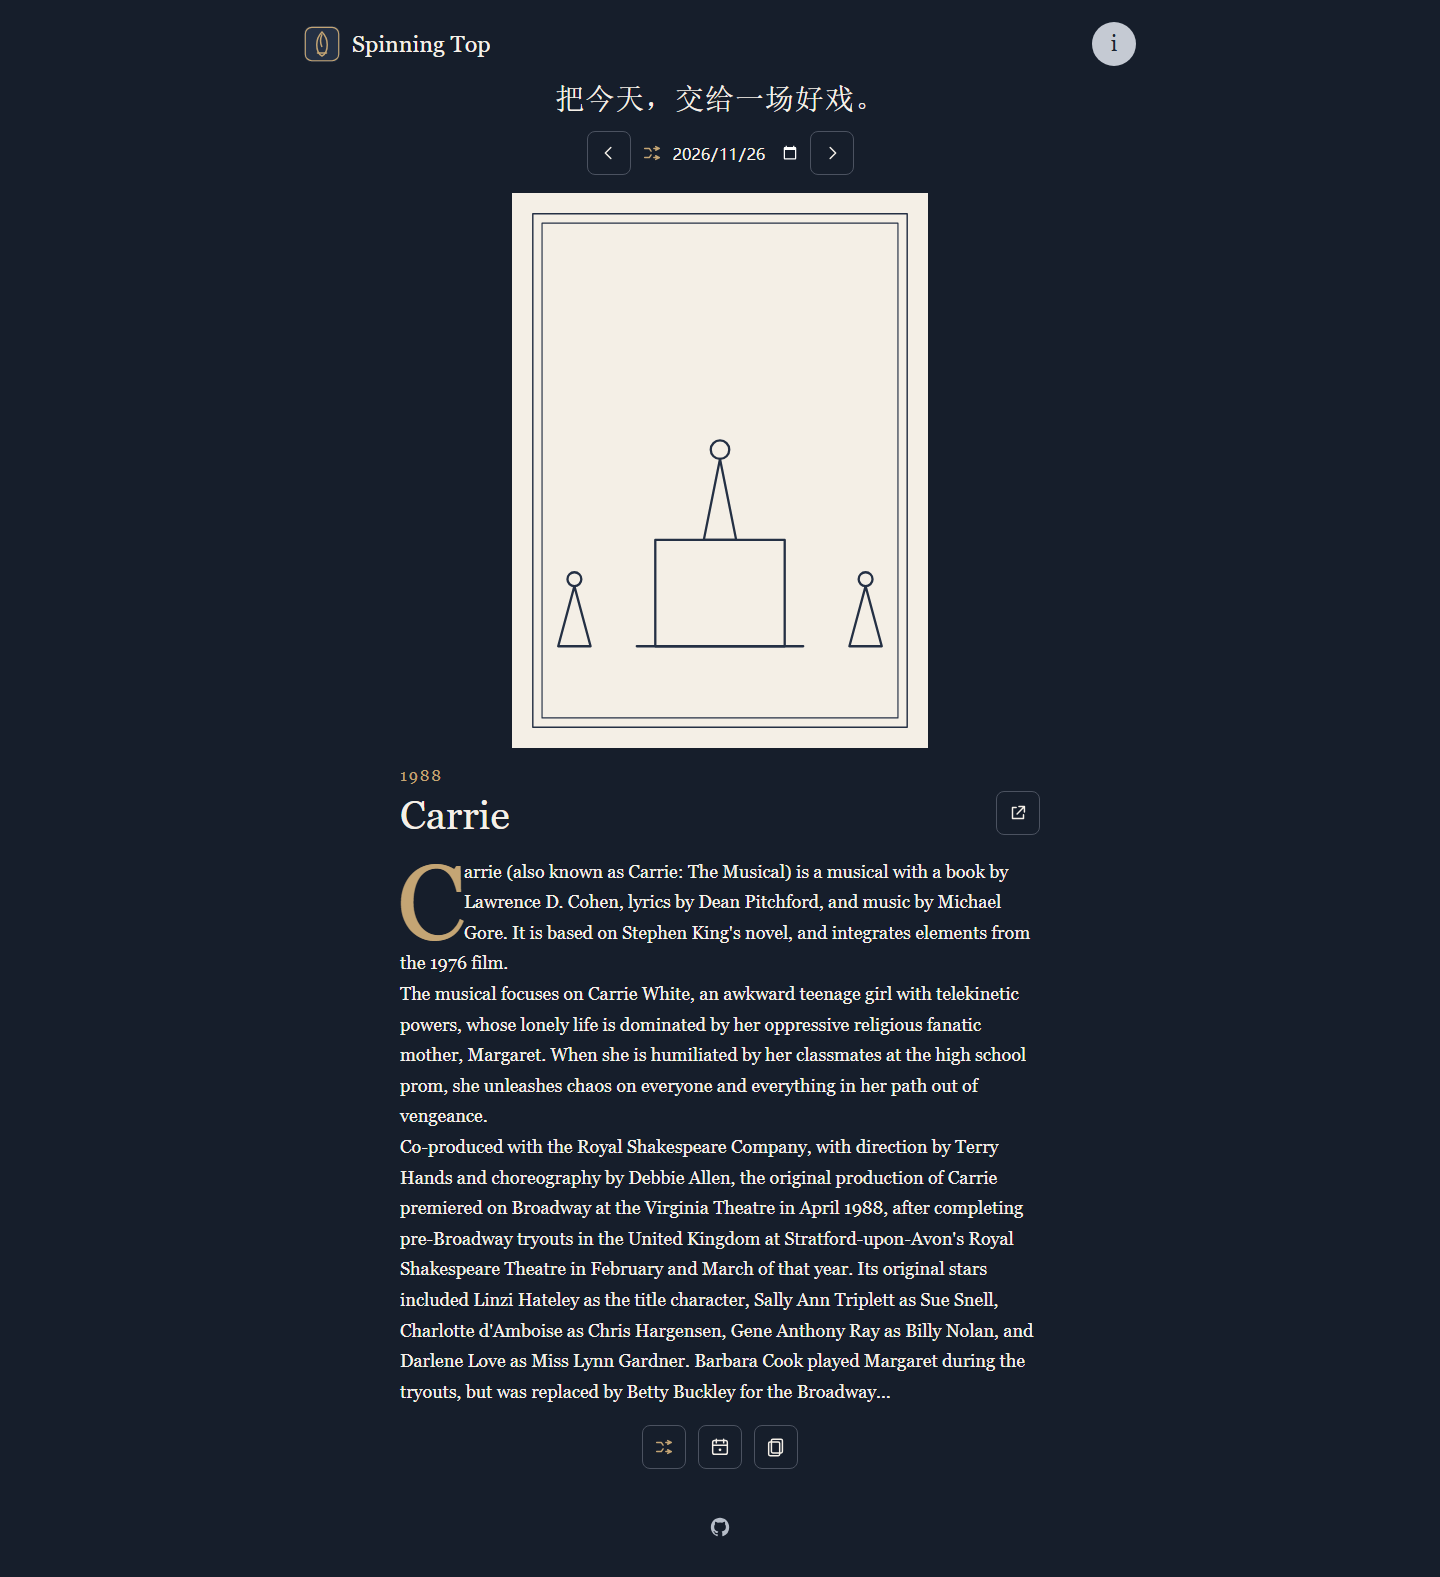 Spinning Top
i
把今天，交给一场好戏。
2026/11/26
1988
Carrie
Carrie (also known as Carrie: The Musical) is a musical with a book by
Lawrence D. Cohen, lyrics by Dean Pitchford, and music by Michael
Gore. It is based on Stephen King's novel, and integrates elements from
the 1976 film.
The musical focuses on Carrie White, an awkward teenage girl with telekinetic
powers, whose lonely life is dominated by her oppressive religious fanatic
mother, Margaret. When she is humiliated by her classmates at the high school
prom, she unleashes chaos on everyone and everything in her path out of
vengeance.
Co-produced with the Royal Shakespeare Company, with direction by Terry
Hands and choreography by Debbie Allen, the original production of Carrie
premiered on Broadway at the Virginia Theatre in April 1988, after completing
pre-Broadway tryouts in the United Kingdom at Stratford-upon-Avon's Royal
Shakespeare Theatre in February and March of that year. Its original stars
included Linzi Hateley as the title character, Sally Ann Triplett as Sue Snell,
Charlotte d'Amboise as Chris Hargensen, Gene Anthony Ray as Billy Nolan, and
Darlene Love as Miss Lynn Gardner. Barbara Cook played Margaret during the
tryouts, but was replaced by Betty Buckley for the Broadway...